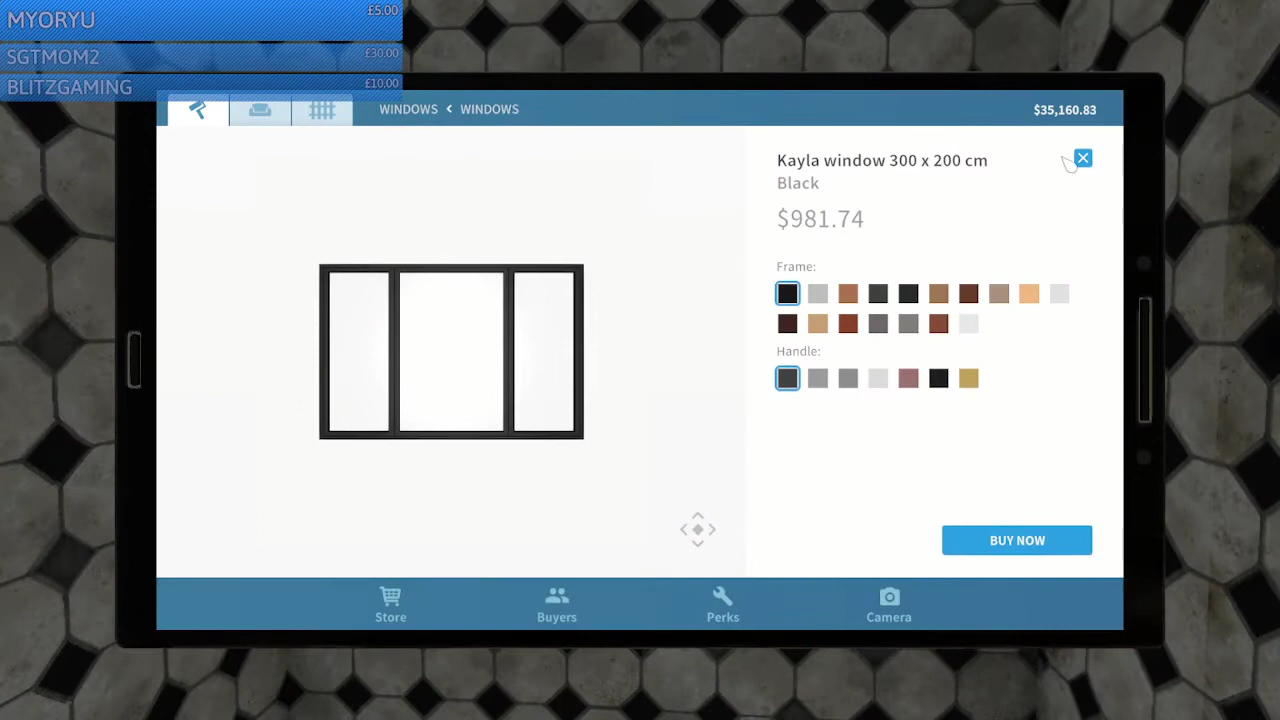 MYORYU £5.00
SGTMOM2 £30.00
BLITZGAMING £10.00
WINDOWS < WINDOWS $35,160.83
Kayla window 300 x 200 cm
Black
$981.74
Frame:
Handle:
BUY NOW
Store Buyers Perks Camera